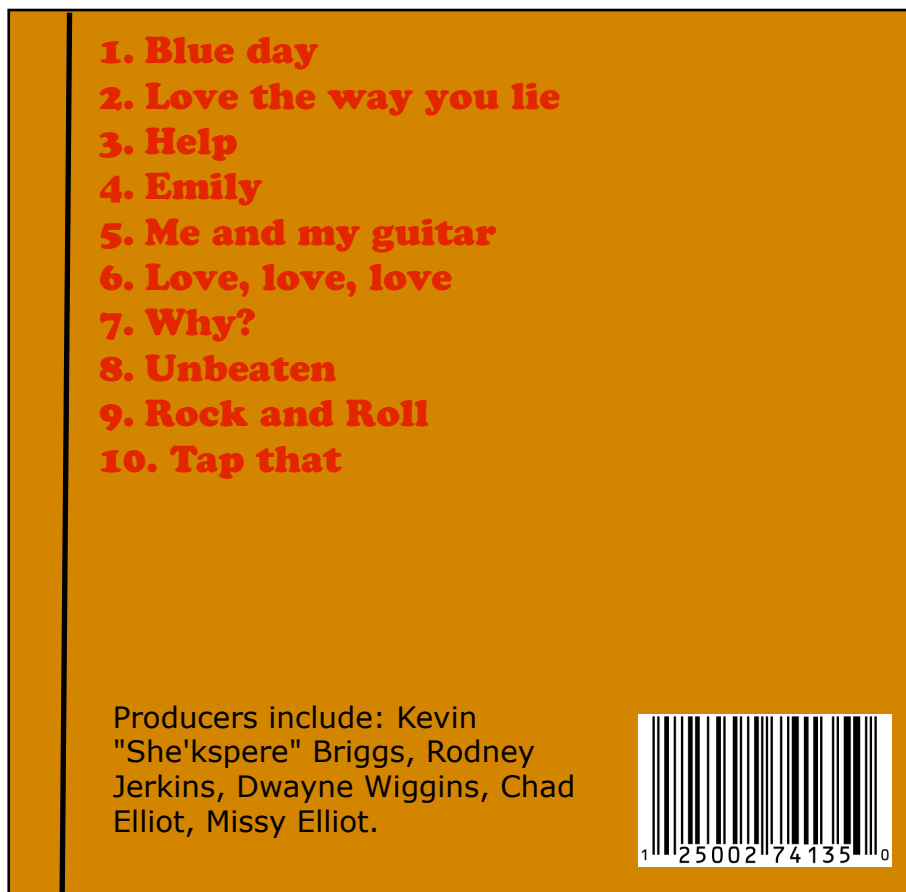 1. Blue day
2. Love the way you lie
3. Help
4. Emily
5. Me and my guitar
6. Love, love, love
7. Why?
8. Unbeaten
9. Rock and Roll
10. Tap that
Producers include: Kevin
"She'kspere" Briggs, Rodney
Jerkins, Dwayne Wiggins, Chad
Elliot, Missy Elliot.
1 25002 74135 0